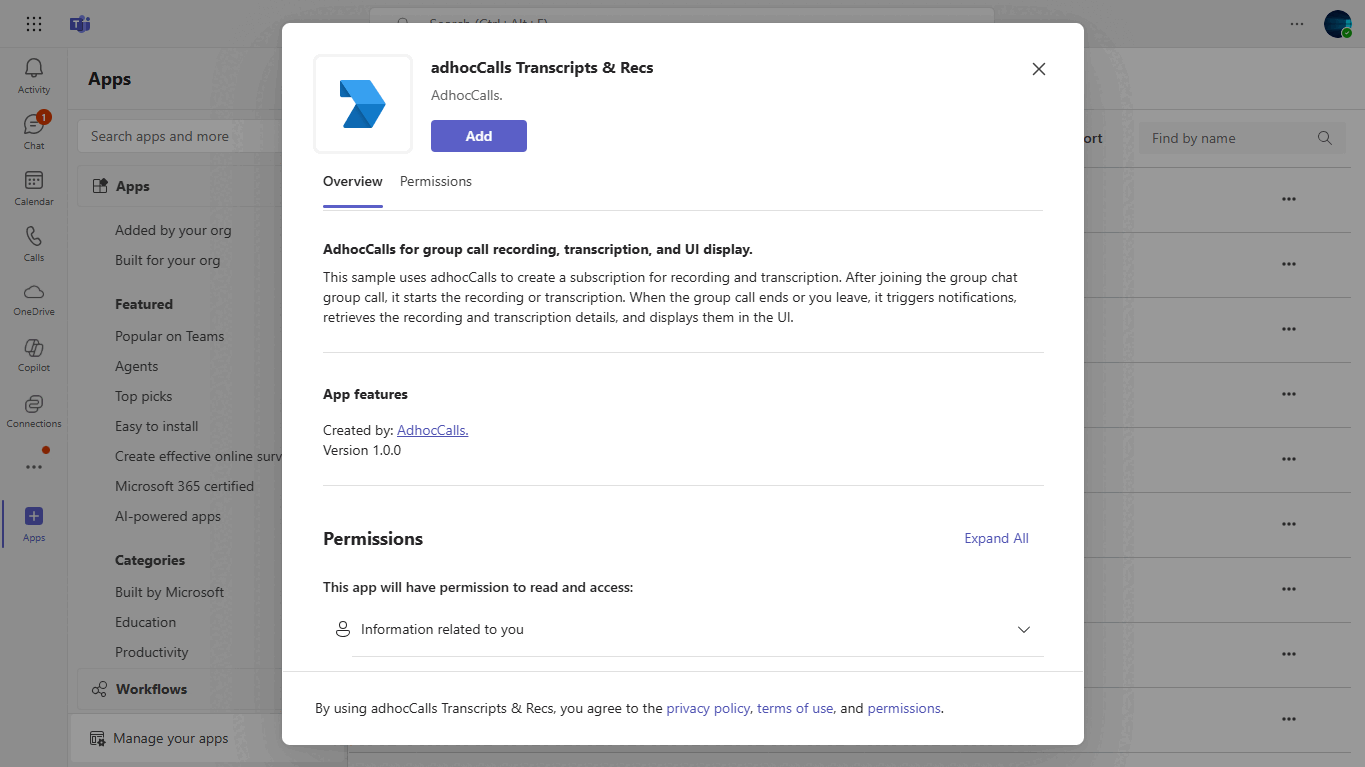 Search (Ctrl+Alt+E)
Activity
Chat
1
Calendar
Calls
OneDrive
Copilot
Connections
Apps
Apps
Search apps and more
Apps
Added by your org
Built for your org
Featured
Popular on Teams
Agents
Top picks
Easy to install
Create effective online surv
Microsoft 365 certified
AI-powered apps
Categories
Built by Microsoft
Education
Productivity
Workflows
Manage your apps
adhocCalls Transcripts & Recs
AdhocCalls.
Add
Overview Permissions
AdhocCalls for group call recording, transcription, and UI display.
This sample uses adhocCalls to create a subscription for recording and transcription. After joining the group chat
group call, it starts the recording or transcription. When the group call ends or you leave, it triggers notifications,
retrieves the recording and transcription details, and displays them in the UI.
App features
Created by: AdhocCalls.
Version 1.0.0
Permissions
Expand All
This app will have permission to read and access:
Information related to you
By using adhocCalls Transcripts & Recs, you agree to the privacy policy, terms of use, and permissions.
ort
Find by name